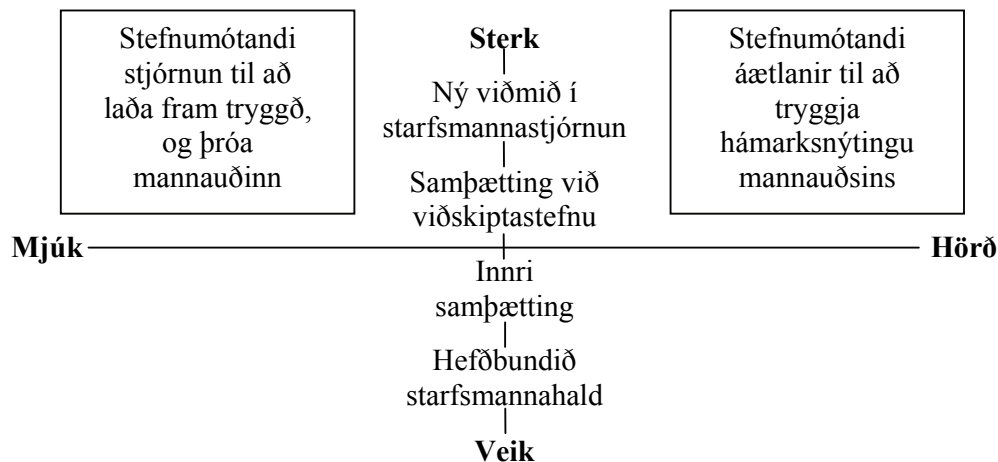 Stefnumótandi
stjórnun til að
laða fram tryggð,
og þróa
mannauðinn
Sterk
Ný viðmið í
starfsmannastjórnun
Samþætting við
viðskiptastefnu
Stefnumótandi
áætlanir til að
tryggja
hámarksnýtingu
mannauðsins
Mjúk
Hörð
Innri
samþætting
Hefðbundið
starfsmannahald
Veik